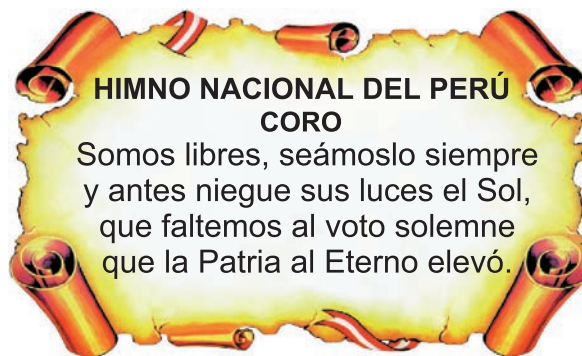 HIMNO NACIONAL DEL PERÚ
CORO
Somos libres, seámoslo siempre
y antes niegue sus luces el Sol,
que faltemos al voto solemne
que la Patria al Eterno elevó.